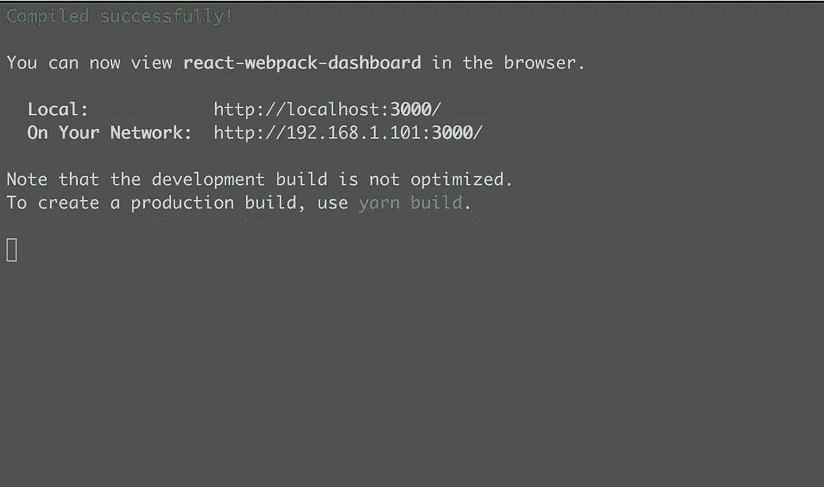 Compiled successfully!
You can now view react-webpack-dashboard in the browser.
Local: http://localhost:3000/
On Your Network: http://192.168.1.101:3000/
Note that the development build is not optimized.
To create a production build, use yarn build.